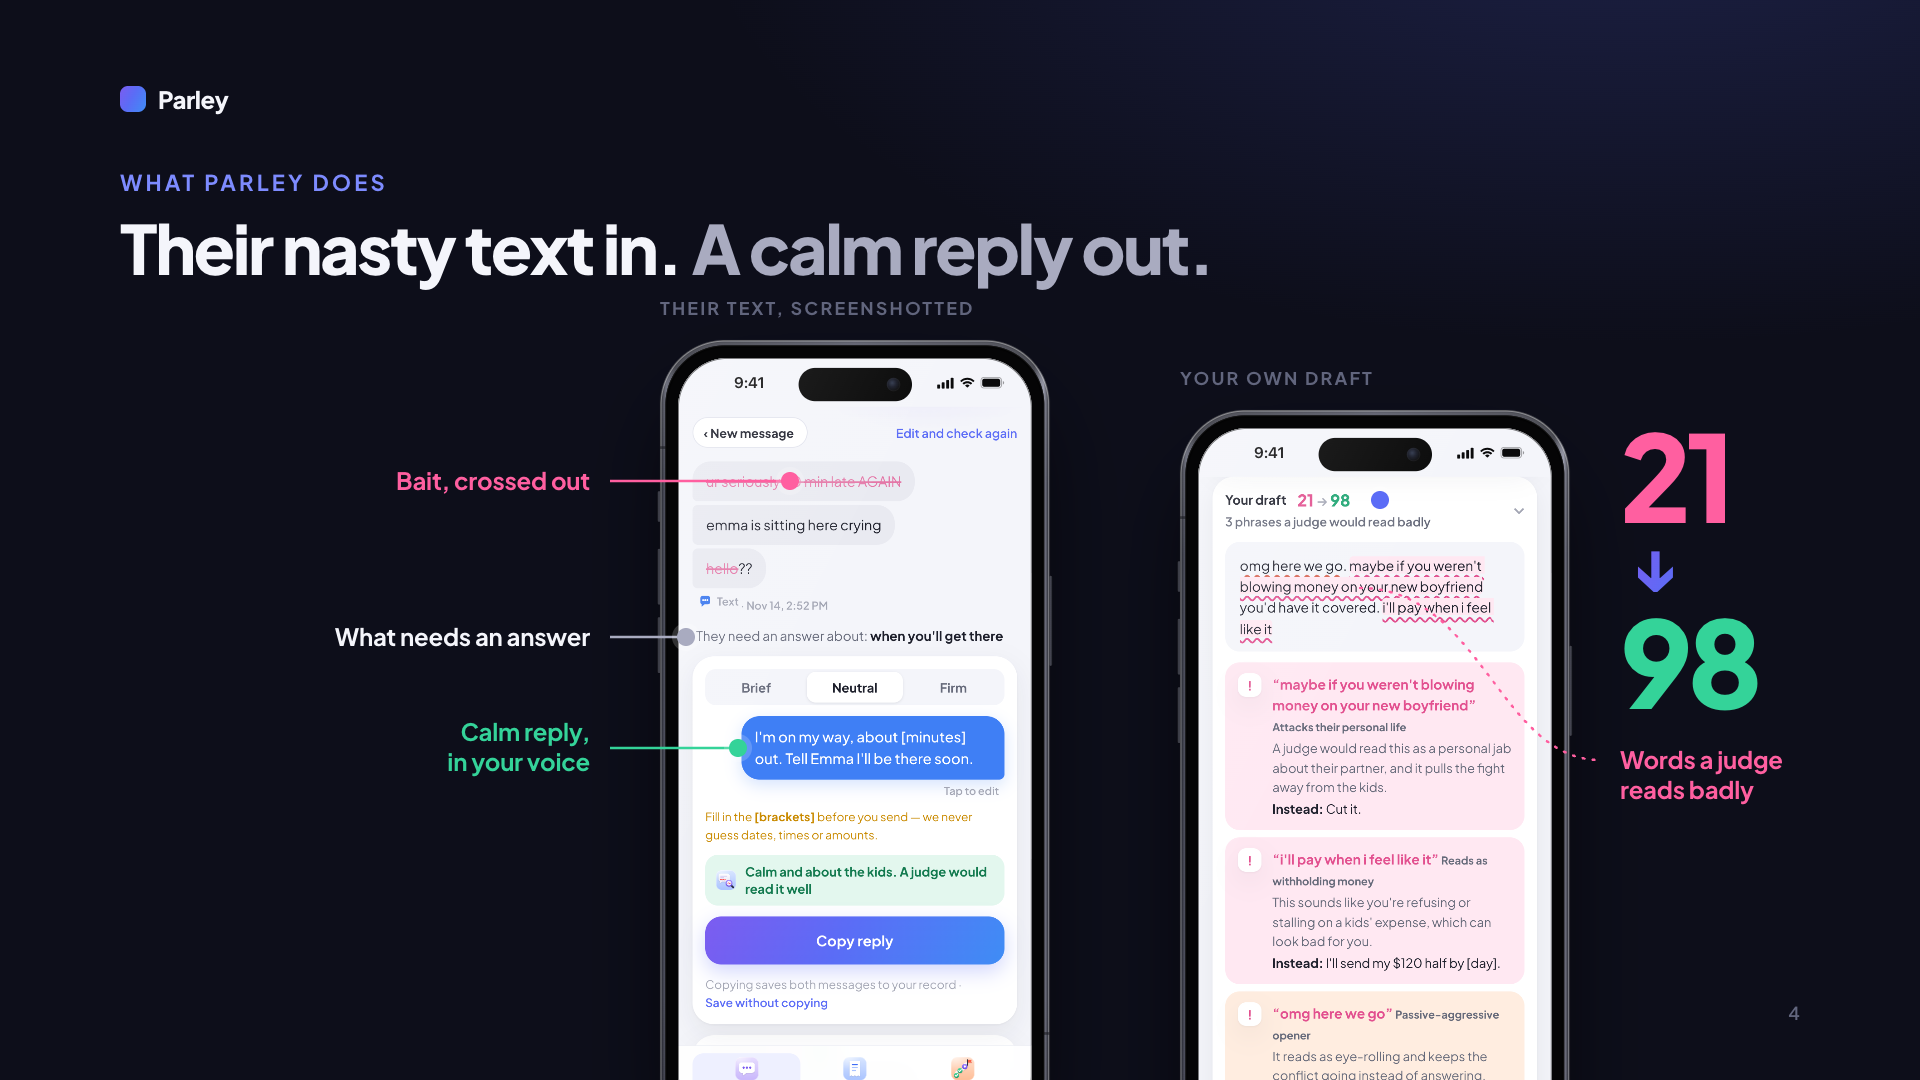 Parley
WHAT PARLEY DOES
Their nasty text in. A calm reply out.
THEIR TEXT, SCREENSHOTTED
Bait, crossed out
What needs an answer
Calm reply,
in your voice
9:41
‹ New message
Edit and check again
ur seriously min late AGAIN
emma is sitting here crying
hello??
Text · Nov 14, 2:52 PM
They need an answer about: when you'll get there
Brief
Neutral
Firm
I'm on my way, about [minutes]
out. Tell Emma I'll be there soon.
Tap to edit
Fill in the [brackets] before you send — we never
guess dates, times or amounts.
Calm and about the kids. A judge would
read it well
Copy reply
Copying saves both messages to your record ·
Save without copying
YOUR OWN DRAFT
9:41
Your draft 21 → 98
3 phrases a judge would read badly
omg here we go. maybe if you weren't
blowing money on your new boyfriend
you'd have it covered. i'll pay when i feel
like it
!
“maybe if you weren't blowing
money on your new boyfriend”
Attacks their personal life
A judge would read this as a personal jab
about their partner, and it pulls the fight
away from the kids.
Instead: Cut it.
!
“i'll pay when i feel like it” Reads as
withholding money
This sounds like you're refusing or
stalling on a kids' expense, which can
look bad for you.
Instead: I'll send my $120 half by [day].
!
“omg here we go” Passive-aggressive
opener
It reads as eye-rolling and keeps the
conflict going instead of answering.
21
↓
98
Words a judge
reads badly
4